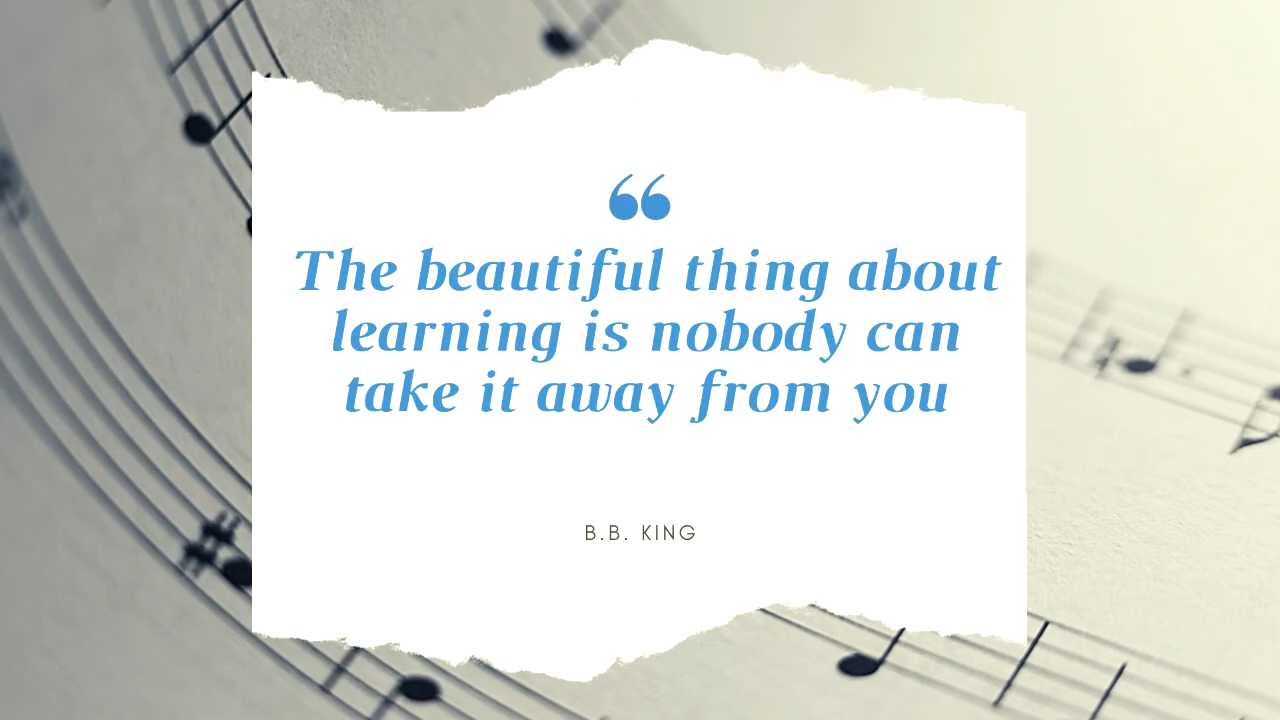 “
The beautiful thing about
learning is nobody can
take it away from you
B.B. KING